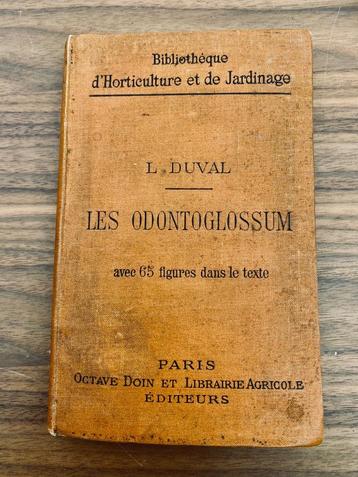 Bibliothèque
d'Horticulture et de Jardinage
L. DUVAL
LES ODONTOGLOSSUM
avec 65 figures dans le texte
PARIS
OCTAVE DOIN ET LIBRAIRIE AGRICOLE
ÉDITEURS